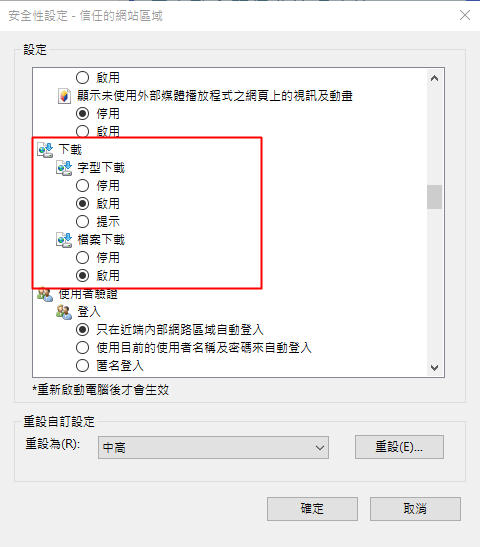 安全性設定 - 信任的網站區域
設定
啟用
顯示未使用外部媒體播放程式之網頁上的視訊及動畫
停用
啟用
下載
字型下載
停用
啟用
提示
檔案下載
停用
啟用
使用者驗證
登入
只在近端內部網路區域自動登入
使用目前的使用者名稱及密碼來自動登入
匿名登入
*重新啟動電腦後才會生效
重設自訂設定
重設為(R):
中高
重設(E)...
確定
取消